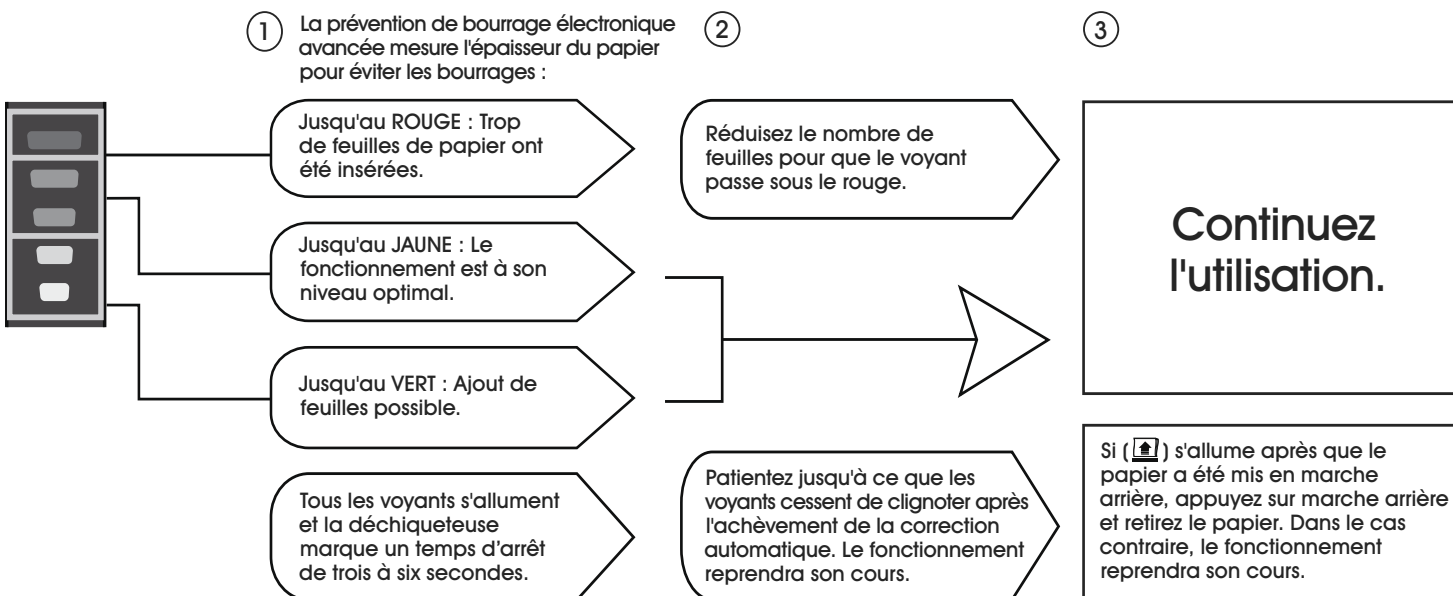 1
La prévention de bourrage électronique
avancée mesure l'épaisseur du papier
pour éviter les bourrages :
Jusqu'au ROUGE : Trop
de feuilles de papier ont
été insérées.
Jusqu'au JAUNE : Le
fonctionnement est à son
niveau optimal.
Jusqu'au VERT : Ajout de
feuilles possible.
Tous les voyants s'allument
et la déchiqueteuse
marque un temps d’arrêt
de trois à six secondes.
2
Réduisez le nombre de
feuilles pour que le voyant
passe sous le rouge.
Patientez jusqu'à ce que les
voyants cessent de clignoter après
l'achèvement de la correction
automatique. Le fonctionnement
reprendra son cours.
3
Continuez
l'utilisation.
Si ( ) s'allume après que le
papier a été mis en marche
arrière, appuyez sur marche arrière
et retirez le papier. Dans le cas
contraire, le fonctionnement
reprendra son cours.